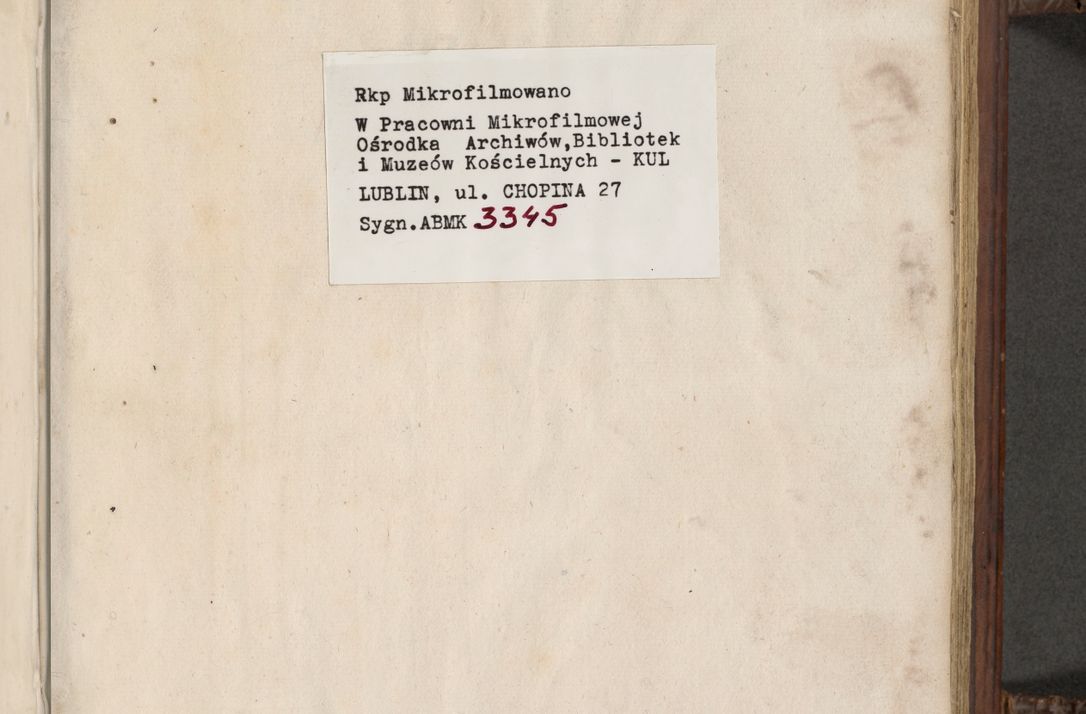 Rkp Mikrofilmowano
W Pracowni Mikrofilmowej
Ośrodka Archiwów,Bibliotek
i Muzeów Kościelnych - KUL
LUBLIN, ul. CHOPINA 27
Sygn.ABMK 3345